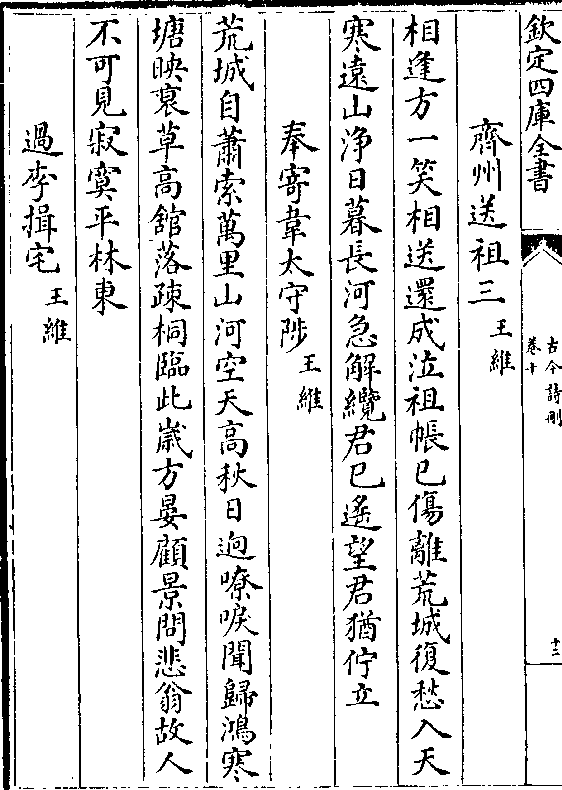 欽定四庫全書
古今詩刪
卷十
十二
齊州送祖三
王維
相逢方一笑相送還成泣祖帳已傷離荒城復愁入天
寒遠山浄日暮長河急解纜君已遙望君猶佇立
奉寄韋太守陟
王維
荒城自蕭索萬里山河空天高秋日逈嘹唳聞歸鴻寒
塘映衰草高舘落疎桐臨此歳方晏顧景問悲翁故人
不可見寂寞平林東
過李揖宅
王維